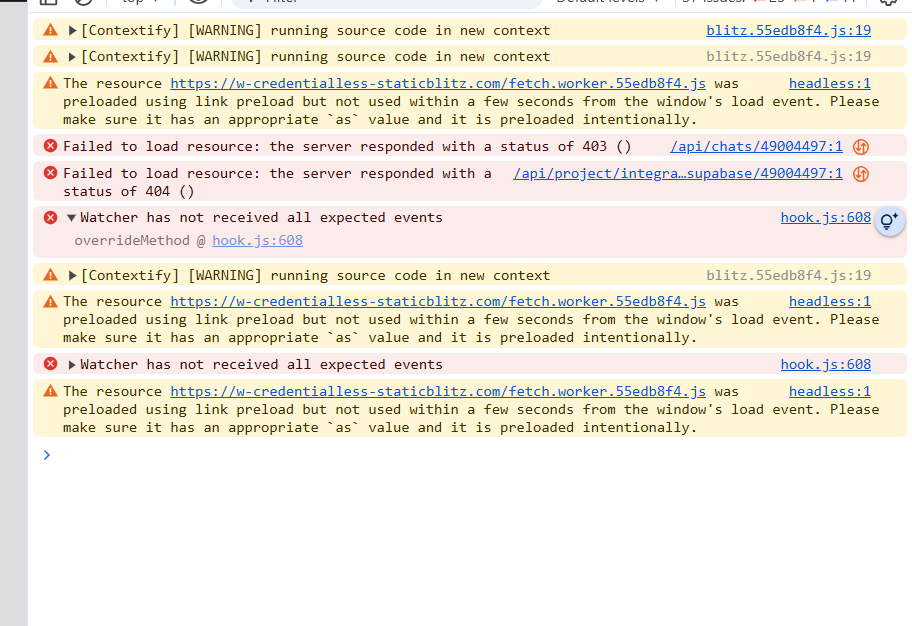 [Contextify] [WARNING] running source code in new context blitz.55edb8f4.js:19
[Contextify] [WARNING] running source code in new context blitz.55edb8f4.js:19
The resource https://w-credentialless-staticblitz.com/fetch.worker.55edb8f4.js was headless:1
preloaded using link preload but not used within a few seconds from the window's load event. Please
make sure it has an appropriate `as` value and it is preloaded intentionally.
Failed to load resource: the server responded with a status of 403 () /api/chats/49004497:1
Failed to load resource: the server responded with a /api/project/integra…supabase/49004497:1
status of 404 ()
Watcher has not received all expected events hook.js:608
overrideMethod @ hook.js:608
[Contextify] [WARNING] running source code in new context blitz.55edb8f4.js:19
The resource https://w-credentialless-staticblitz.com/fetch.worker.55edb8f4.js was headless:1
preloaded using link preload but not used within a few seconds from the window's load event. Please
make sure it has an appropriate `as` value and it is preloaded intentionally.
Watcher has not received all expected events hook.js:608
The resource https://w-credentialless-staticblitz.com/fetch.worker.55edb8f4.js was headless:1
preloaded using link preload but not used within a few seconds from the window's load event. Please
make sure it has an appropriate `as` value and it is preloaded intentionally.